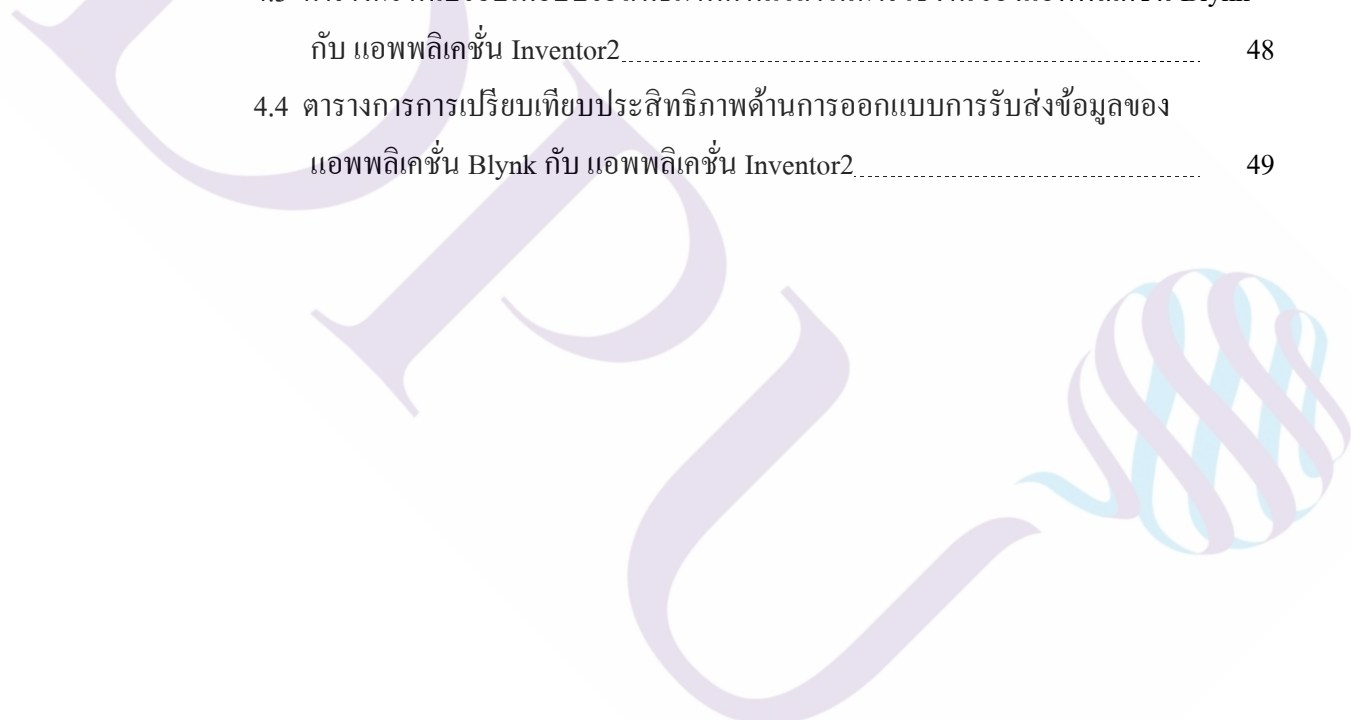 กับ แอพพลิเคชั่น Inventor2 48
4.4 ตารางการการเปรียบเทียบประสิทธิภาพด้านการออกแบบการรับส่งข้อมูลของ
แอพพลิเคชั่น Blynk กับ แอพพลิเคชั่น Inventor2 49
DPU